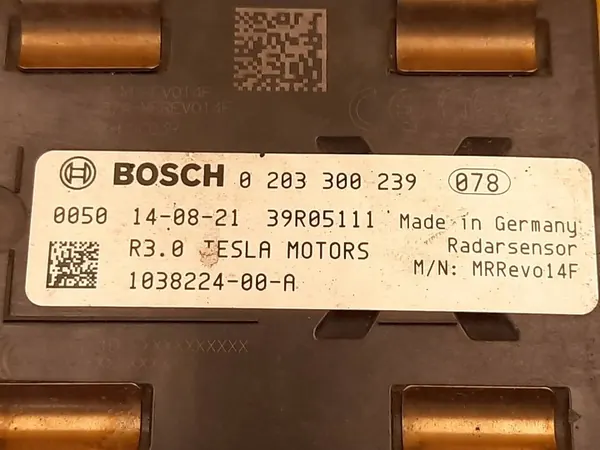 BOSCH 0 203 300 239 078
0050 14-08-21 39R05111 Made in Germany
R3.0 TESLA MOTORS Radarsensor
1038224-00-A M/N: MRRevo14F